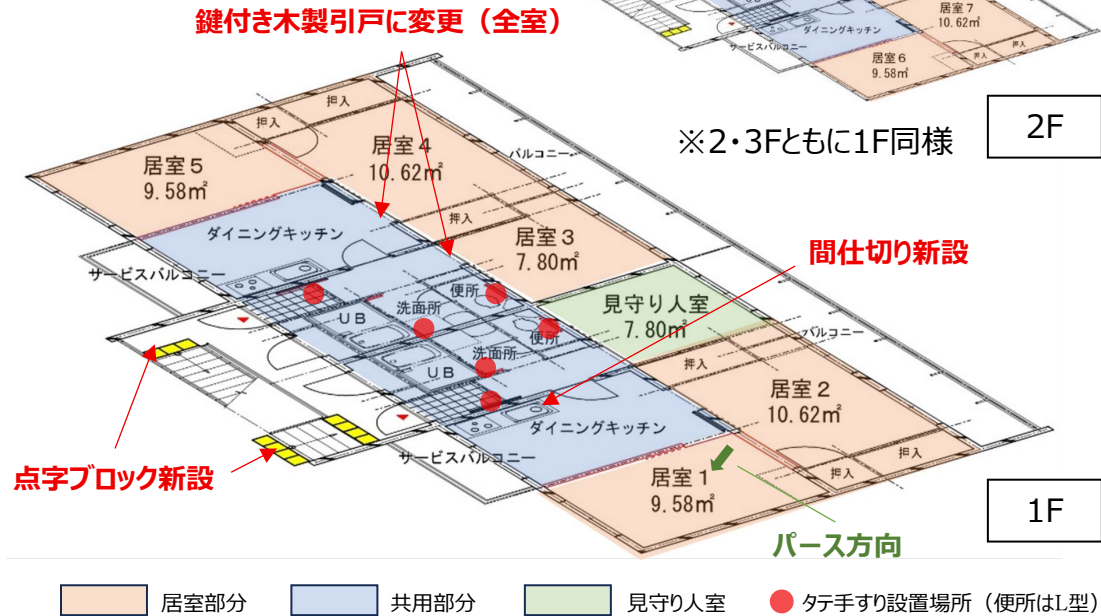 鍵付き木製引戸に変更（全室）
居室7
10.62㎡
ダイニングキッチン
サービスバルコニー
押入
押入
居室6
9.58㎡
2F
※2・3Fともに1F同様
押入
押入
居室5
9.58㎡
居室4
10.62㎡
バルコニー
押入
ダイニングキッチン
居室3
7.80㎡
サービスバルコニー
間仕切り新設
便所
洗面所
UB
見守り人室
7.80㎡
バルコニー
便所
洗面所
UB
押入
居室2
10.62㎡
ダイニングキッチン
サービスバルコニー
点字ブロック新設
居室1
9.58㎡
押入
押入
1F
パース方向
居室部分
共用部分
見守り人室
タテ手すり設置場所（便所はL型）